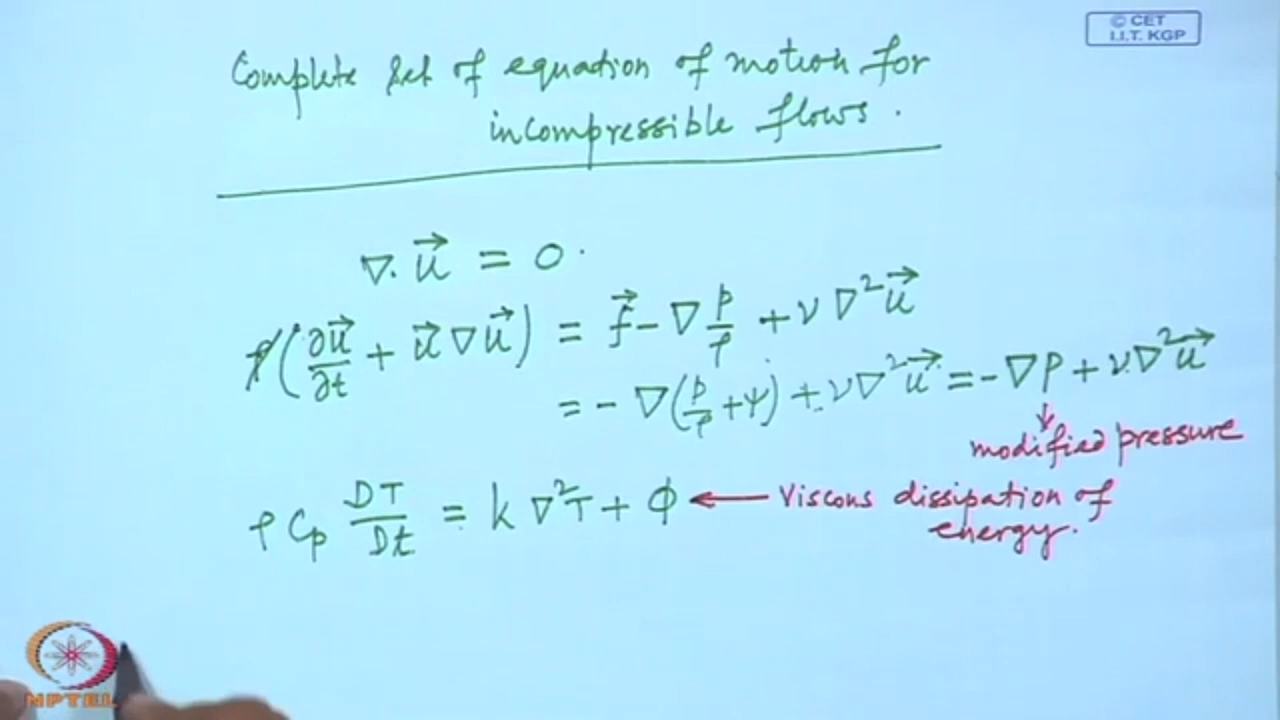 © CET
I.I.T. KGP
Complete set of equation of motion for
incompressible flows.
∇. u⃗ = 0.
ρ̸(∂u⃗/∂t + u⃗ ∇ u⃗) = f⃗ - ∇ p/ρ + ν ∇²u⃗
= - ∇(p/ρ + ψ) + ν∇²u⃗ = - ∇P + ν.∇²u⃗
↓
modified pressure
ρ Cp DT/Dt = k ∇²T + Φ ← Viscous dissipation of
energy.
NPTEL